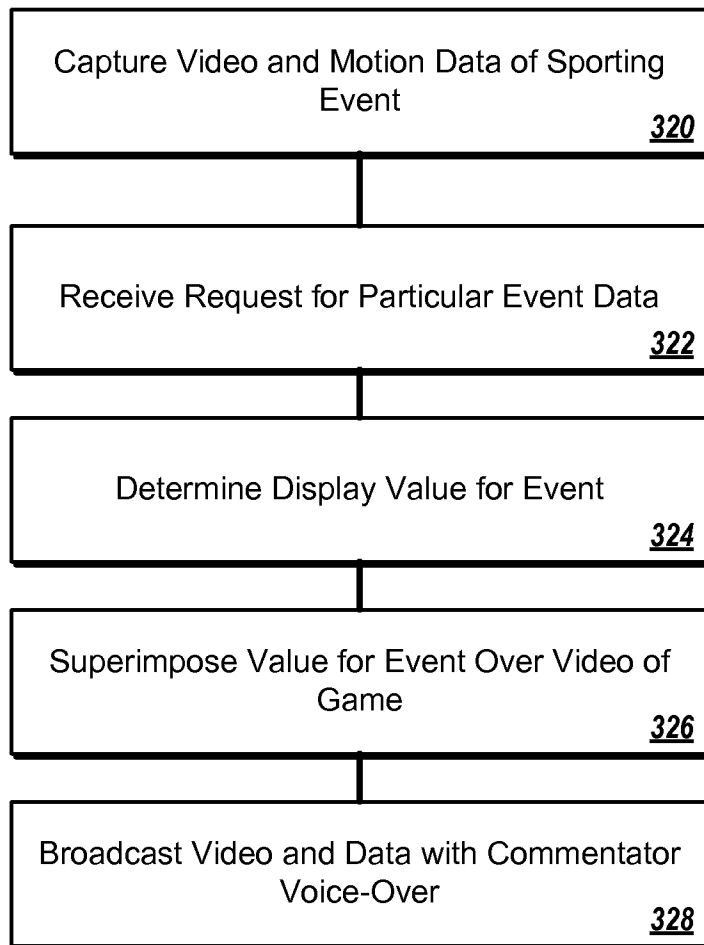 Capture Video and Motion Data of Sporting
Event
320
Receive Request for Particular Event Data
322
Determine Display Value for Event
324
Superimpose Value for Event Over Video of
Game
326
Broadcast Video and Data with Commentator
Voice-Over
328